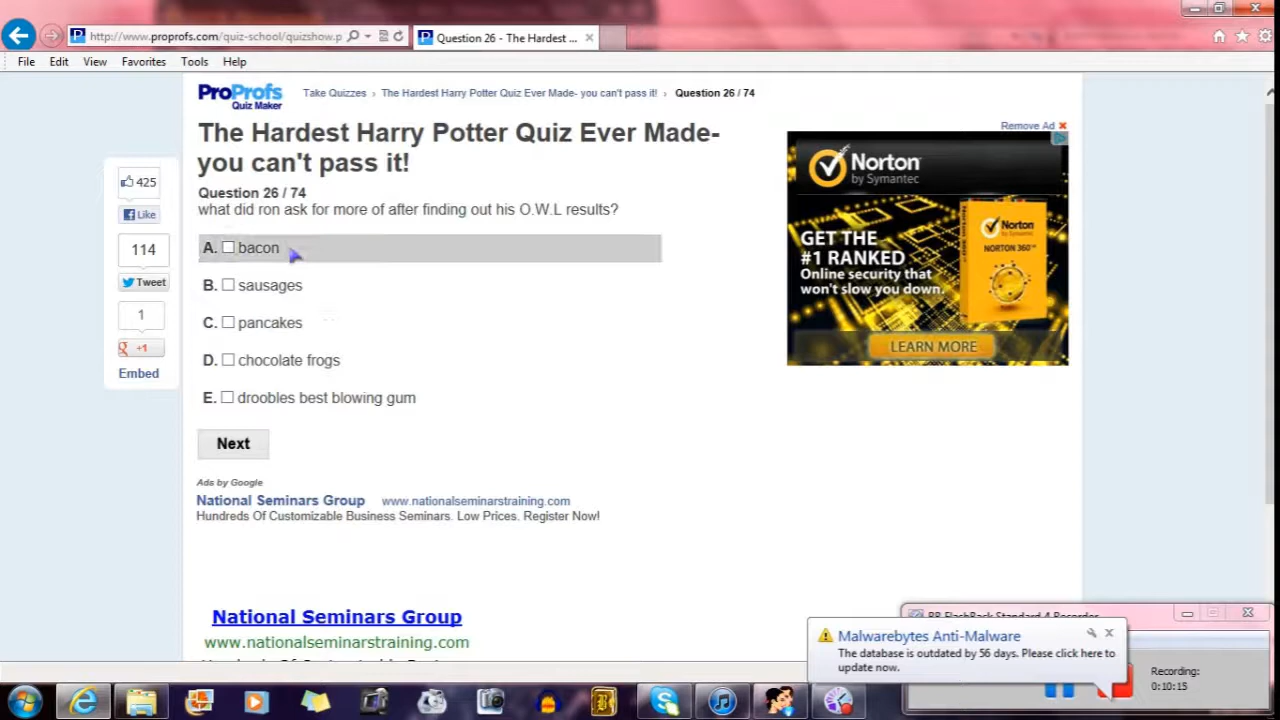 http://www.proprofs.com/quiz-school/quizshow.p
Question 26 - The Hardest ...
File Edit View Favorites Tools Help
ProProfs
Quiz Maker
Take Quizzes › The Hardest Harry Potter Quiz Ever Made- you can't pass it! › Question 26 / 74
The Hardest Harry Potter Quiz Ever Made-
you can't pass it!
Question 26 / 74
what did ron ask for more of after finding out his O.W.L results?
A. bacon
B. sausages
C. pancakes
D. chocolate frogs
E. droobles best blowing gum
Next
425
Like
114
Tweet
1
+1
Embed
Remove Ad
Norton
by Symantec
GET THE
#1 RANKED
Online security that
won't slow you down.
NORTON 360
LEARN MORE
Ads by Google
National Seminars Group www.nationalseminarstraining.com
Hundreds Of Customizable Business Seminars. Low Prices. Register Now!
National Seminars Group
www.nationalseminarstraining.com
Malwarebytes Anti-Malware
The database is outdated by 56 days. Please click here to
update now.
Recording:
0:10:15